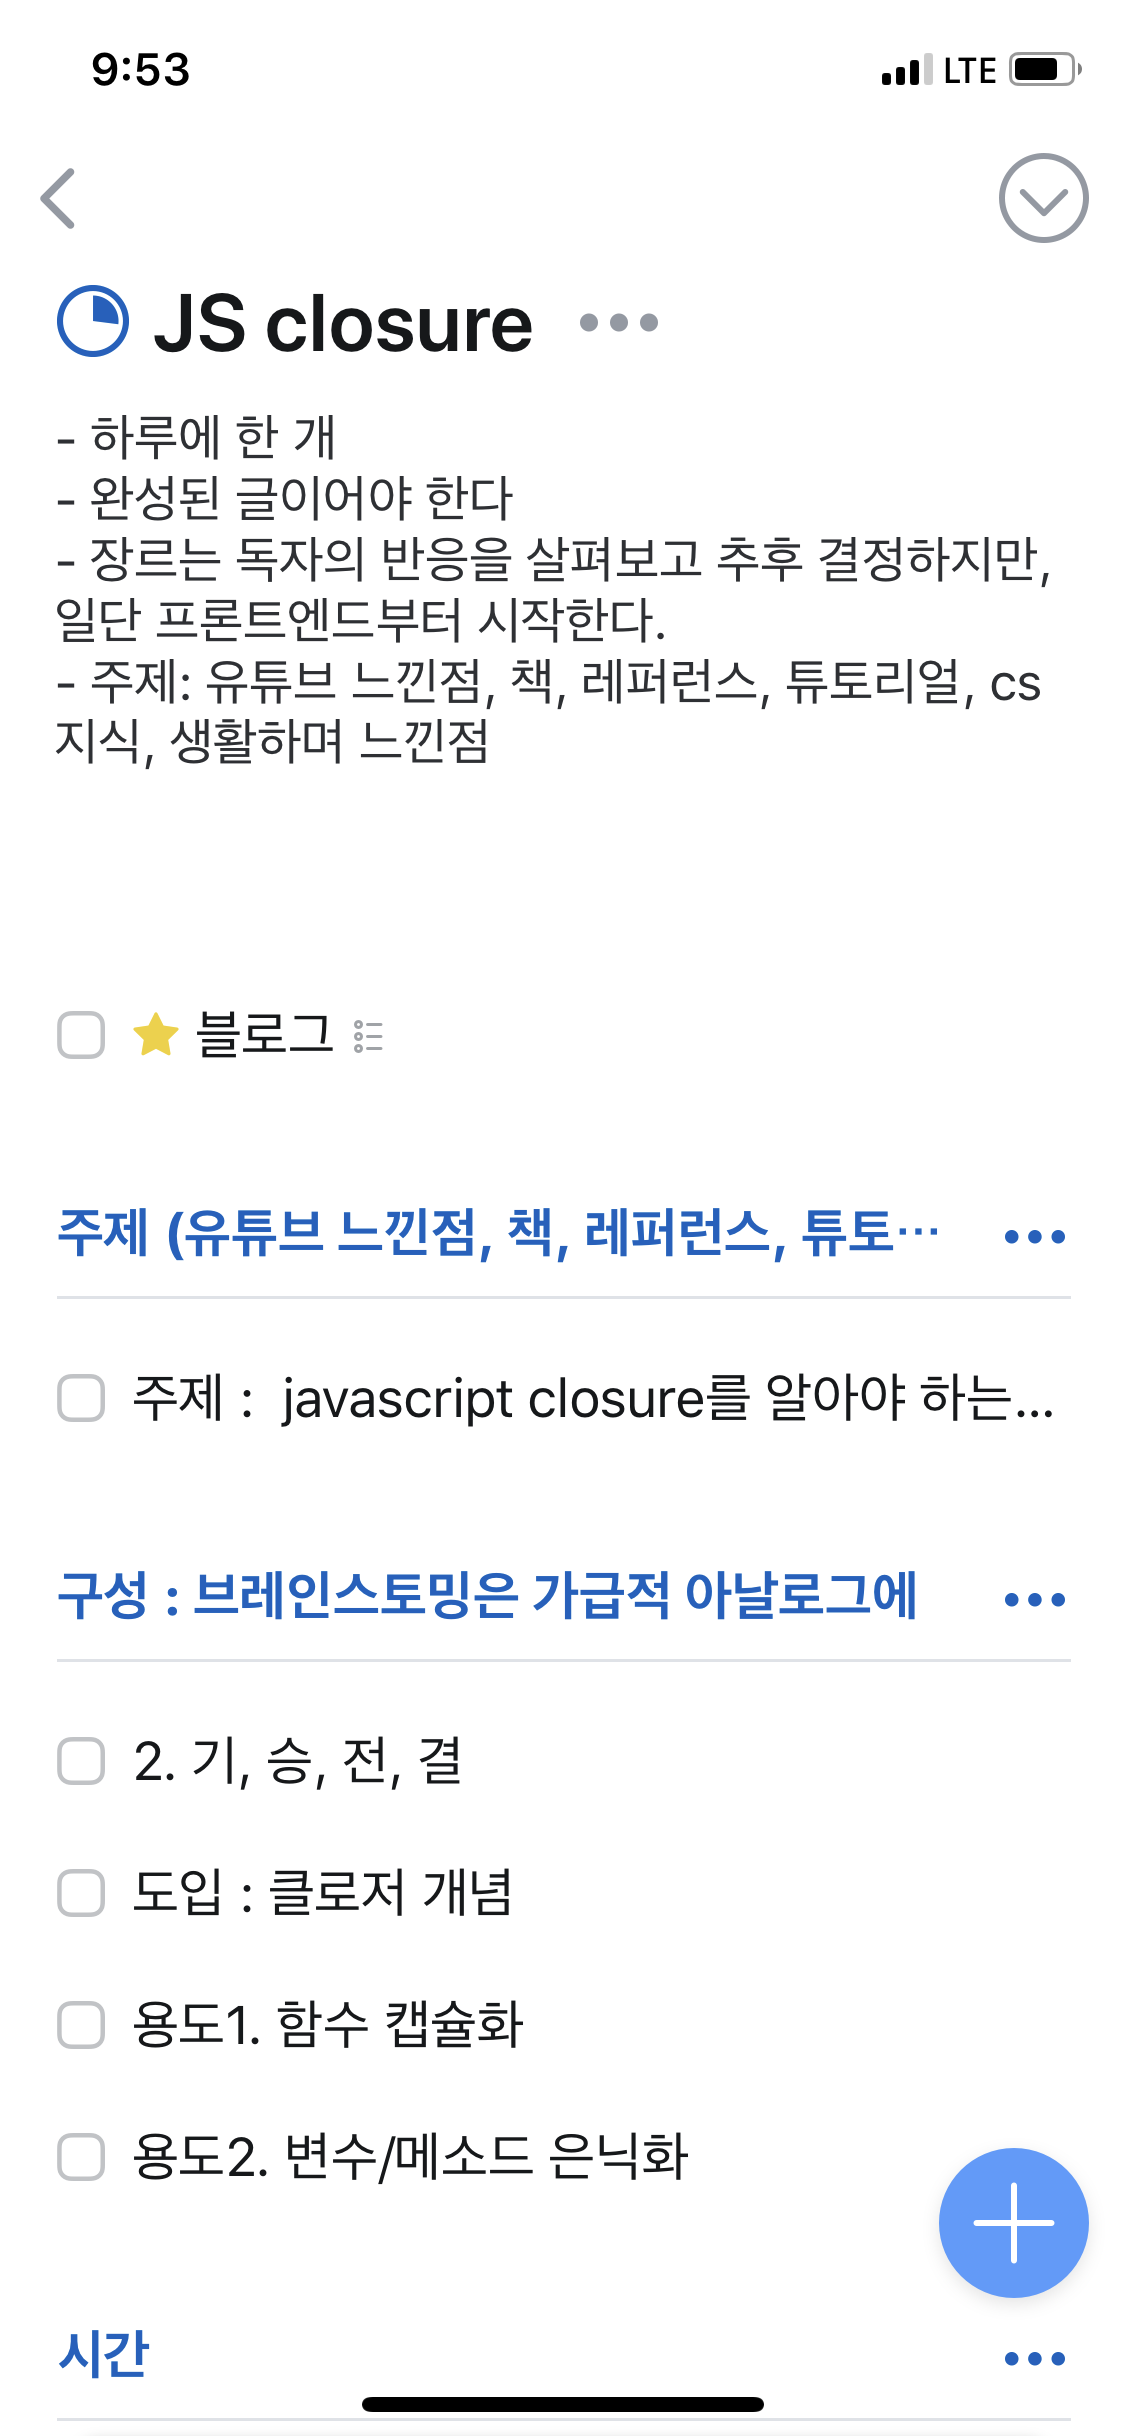 9:53
LTE
JS closure
- 하루에 한 개
- 완성된 글이어야 한다
- 장르는 독자의 반응을 살펴보고 추후 결정하지만,
일단 프론트엔드부터 시작한다.
- 주제: 유튜브 느낀점, 책, 레퍼런스, 튜토리얼, cs
지식, 생활하며 느낀점
블로그
주제 (유튜브 느낀점, 책, 레퍼런스, 튜토…
주제 :  javascript closure를 알아야 하는...
구성 : 브레인스토밍은 가급적 아날로그에
2. 기, 승, 전, 결
도입 : 클로저 개념
용도1. 함수 캡슐화
용도2. 변수/메소드 은닉화
시간